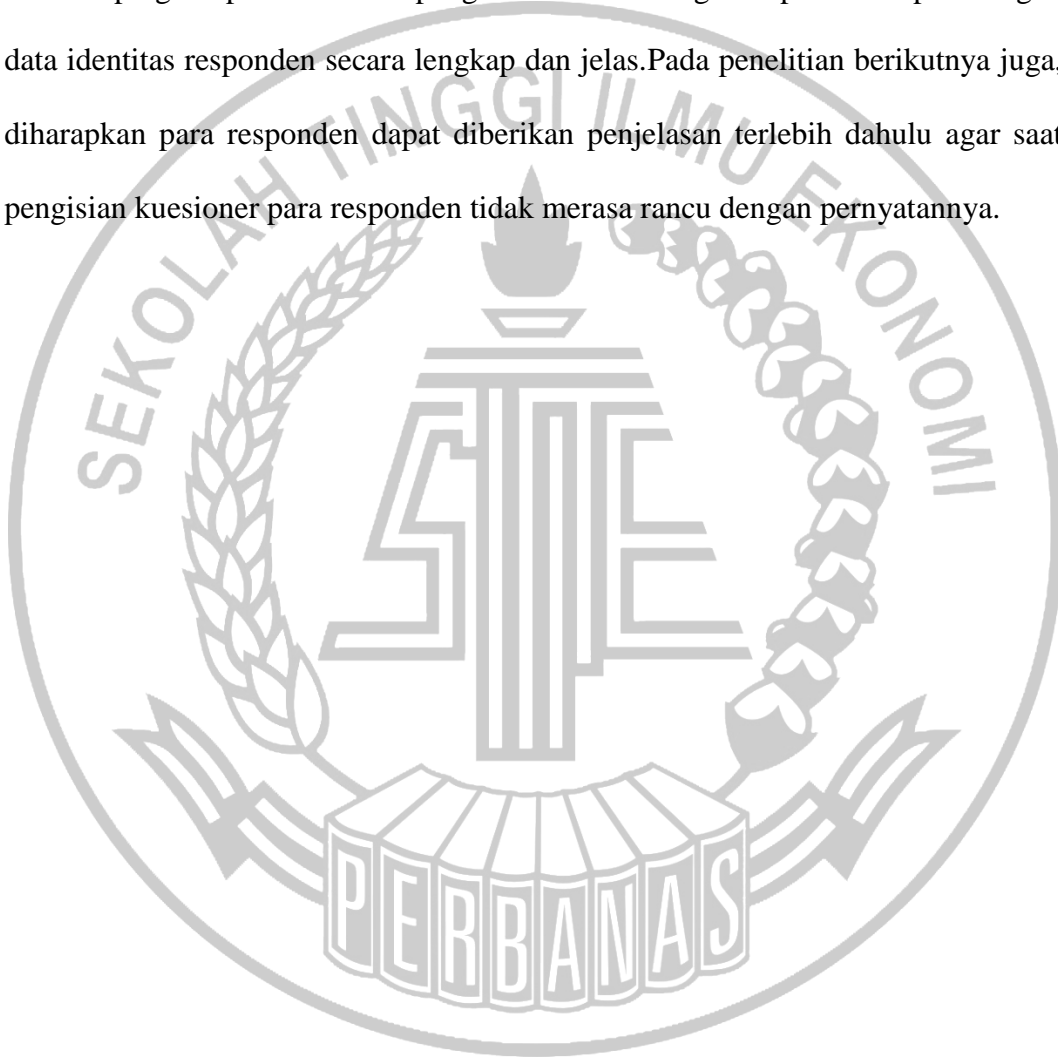 data identitas responden secara lengkap dan jelas.Pada penelitian berikutnya juga,
diharapkan para responden dapat diberikan penjelasan terlebih dahulu agar saat
pengisian kuesioner para responden tidak merasa rancu dengan pernyatannya.
SEKOLAH TINGGI ILMU EKONOMI
STIE
PERBANAS